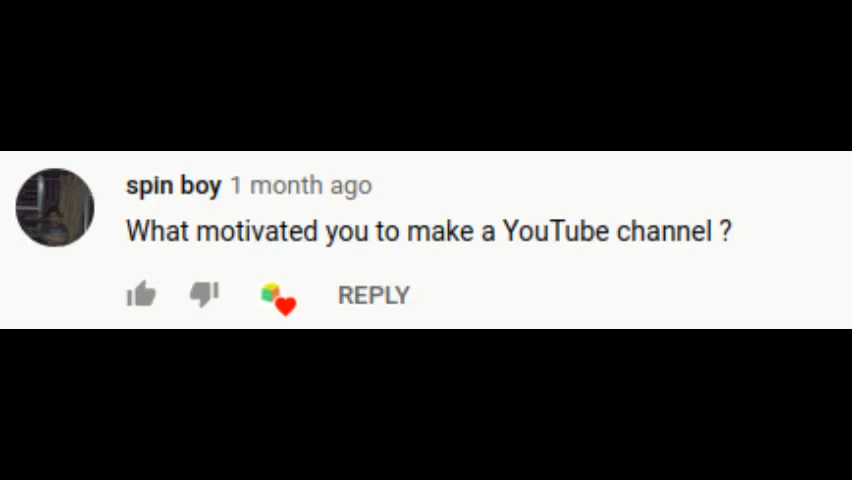 spin boy 1 month ago
What motivated you to make a YouTube channel ?
REPLY